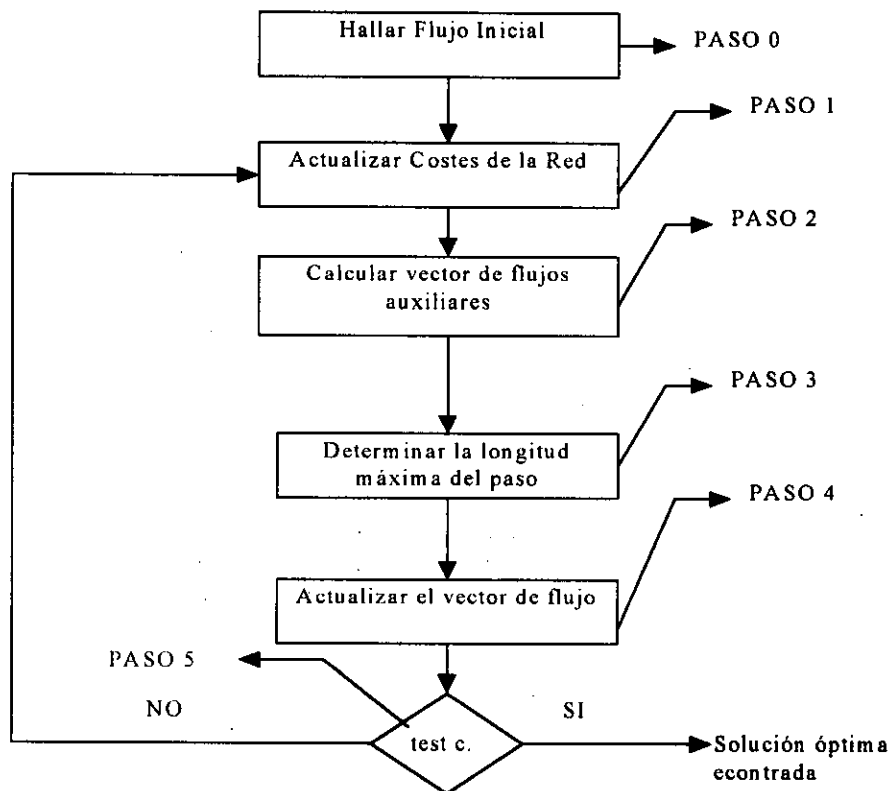 Hallar Flujo Inicial
PASO 0
PASO 1
Actualizar Costes de la Red
PASO 2
Calcular vector de flujos
auxiliares
PASO 3
Determinar la longitud
máxima del paso
PASO 4
Actualizar el vector de flujo
PASO 5
NO
SI
test c.
Solución óptima
econtrada